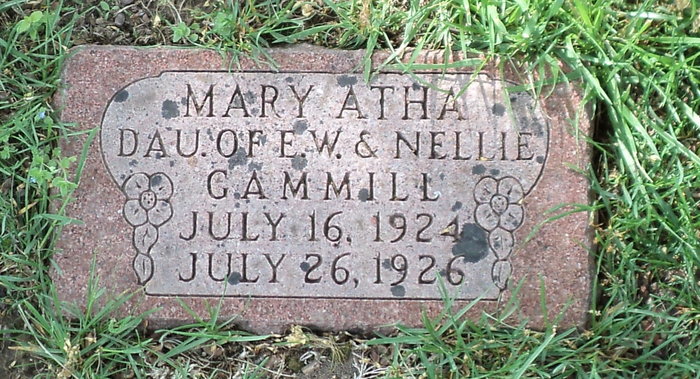 MARY ATHA
DAU. OF E.W. & NELLIE
GAMMILL
JULY 16, 1924
JULY 26, 1926